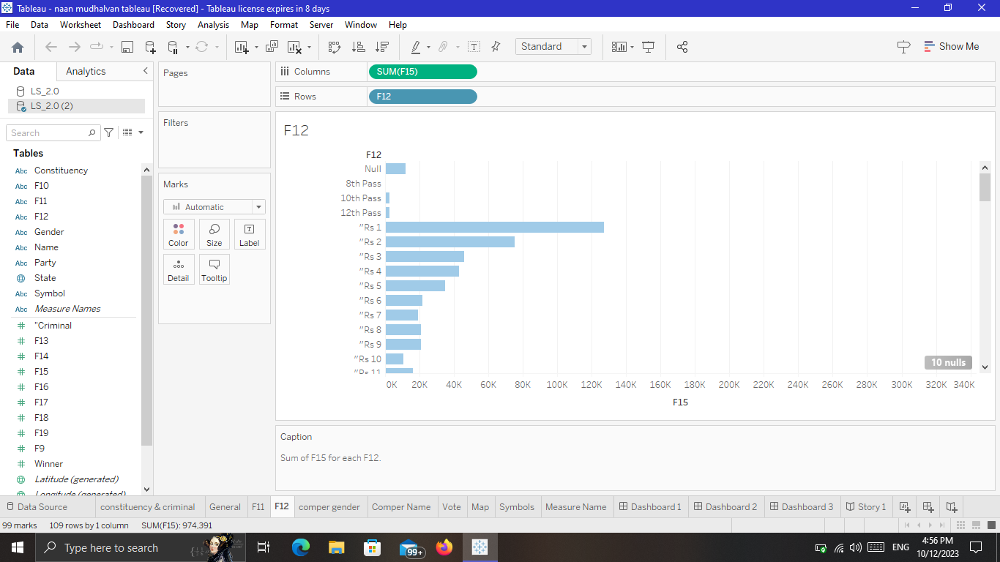 Tableau - naan mudhalvan tableau [Recovered] - Tableau license expires in 8 days
File Data Worksheet Dashboard Story Analysis Map Format Server Window Help
Standard
Show Me
Data Analytics
LS_2.0
LS_2.0 (2)
Search
Tables
Abc Constituency
Abc F10
Abc F11
Abc F12
Abc Gender
Abc Name
Abc Party
State
Abc Symbol
Abc Measure Names
"Criminal
F13
F14
F15
F16
F17
F18
F19
F9
Winner
Latitude (generated)
Longitude (generated)
Pages
Filters
Marks
Automatic
Color Size Label
Detail Tooltip
Columns SUM(F15)
Rows F12
F12
F12
Null
8th Pass
10th Pass
12th Pass
"Rs 1
"Rs 2
"Rs 3
"Rs 4
"Rs 5
"Rs 6
"Rs 7
"Rs 8
"Rs 9
"Rs 10
"Rs 11
10 nulls
0K 20K 40K 60K 80K 100K 120K 140K 160K 180K 200K 220K 240K 260K 280K 300K 320K 340K
F15
Caption
Sum of F15 for each F12.
Data Source constituency & criminal General F11 F12 comper gender Comper Name Vote Map Symbols Measure Name Dashboard 1 Dashboard 2 Dashboard 3 Story 1
99 marks 109 rows by 1 column SUM(F15): 974,391
Type here to search
99+
ENG
4:56 PM
10/12/2023